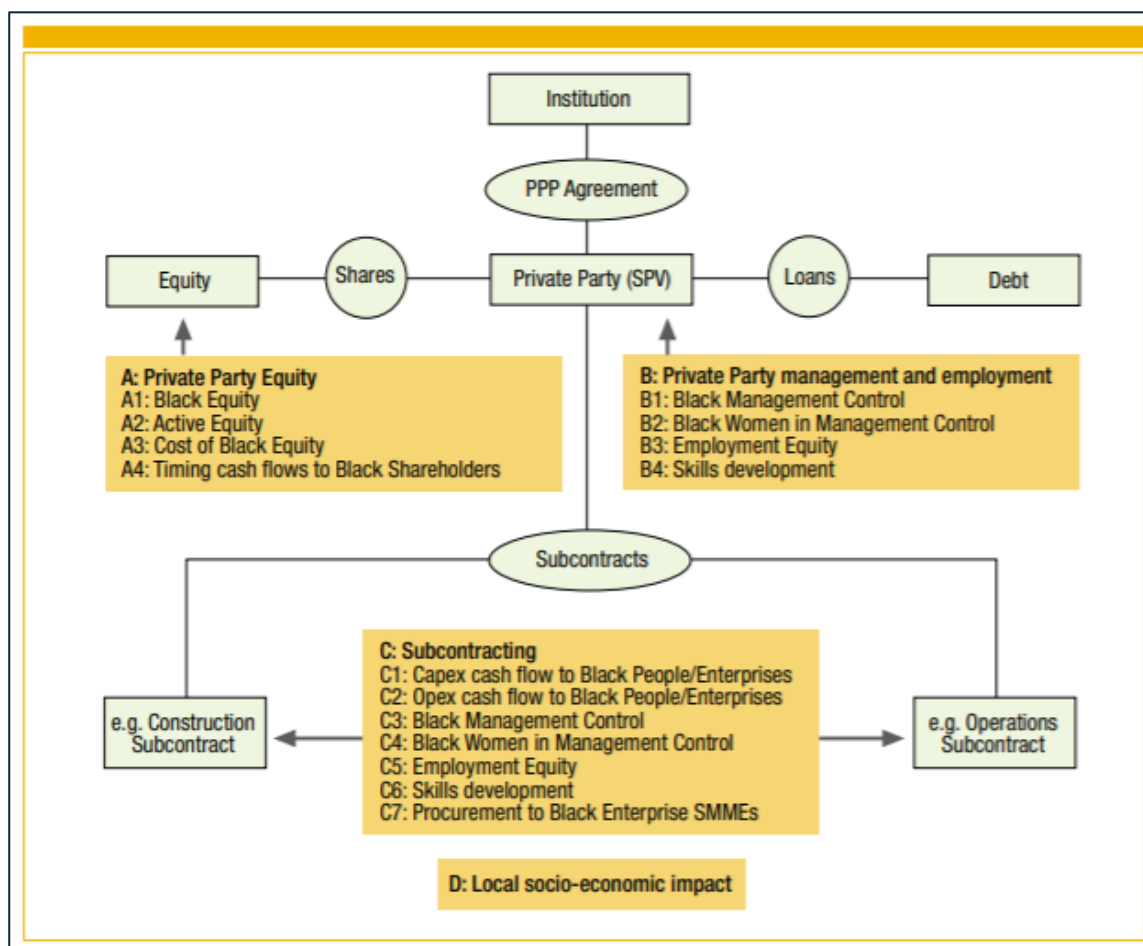 Institution
PPP Agreement
Equity
Shares
Private Party (SPV)
Loans
Debt
A: Private Party Equity
A1: Black Equity
A2: Active Equity
A3: Cost of Black Equity
A4: Timing cash flows to Black Shareholders
B: Private Party management and employment
B1: Black Management Control
B2: Black Women in Management Control
B3: Employment Equity
B4: Skills development
Subcontracts
e.g. Construction
Subcontract
C: Subcontracting
C1: Capex cash flow to Black People/Enterprises
C2: Opex cash flow to Black People/Enterprises
C3: Black Management Control
C4: Black Women in Management Control
C5: Employment Equity
C6: Skills development
C7: Procurement to Black Enterprise SMMEs
e.g. Operations
Subcontract
D: Local socio-economic impact